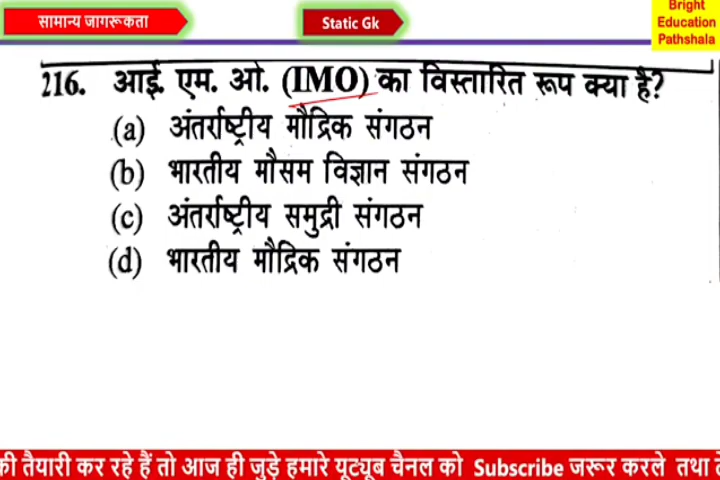 सामान्य जागरूकता
Static Gk
Bright
Education
Pathshala
216. आई. एम. ओ. (IMO) का विस्तारित रूप क्या है?
(a) अंतर्राष्ट्रीय मौद्रिक संगठन
(b) भारतीय मौसम विज्ञान संगठन
(c) अंतर्राष्ट्रीय समुद्री संगठन
(d) भारतीय मौद्रिक संगठन
की तैयारी कर रहे हैं तो आज ही जुड़े हमारे यूट्यूब चैनल को Subscribe जरूर करले तथा